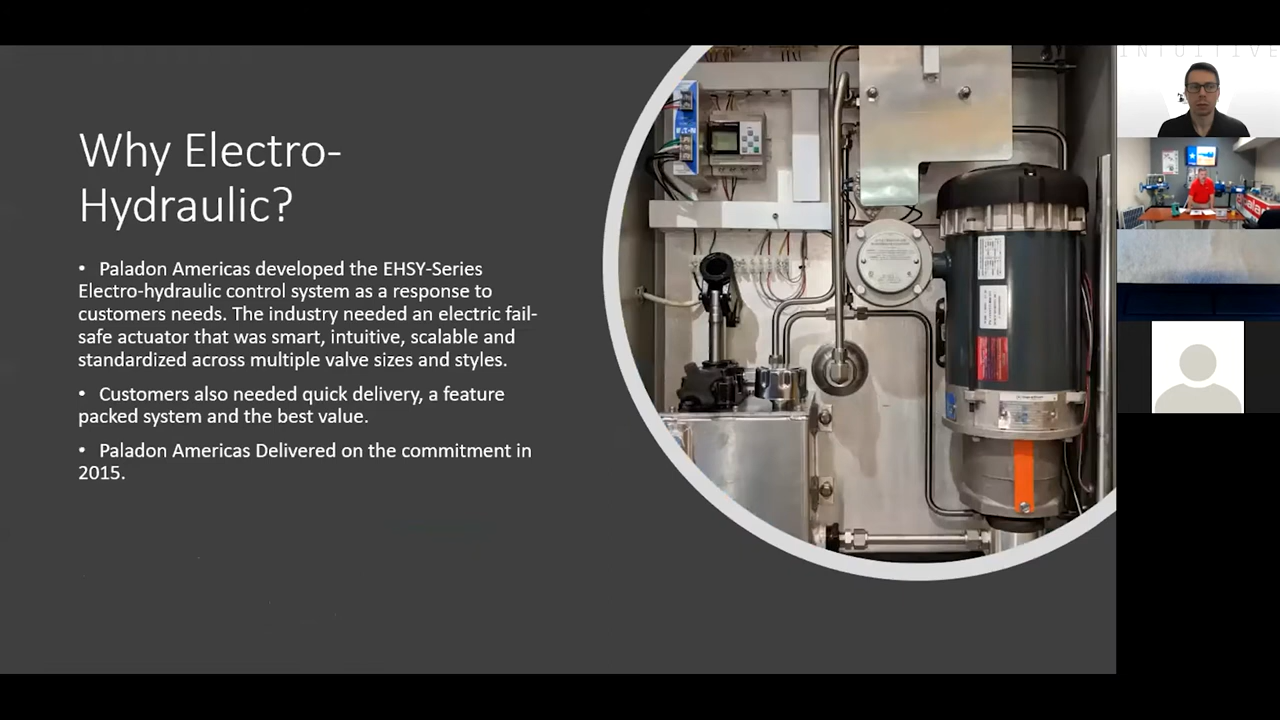 INTUITIVE
Why Electro-
Hydraulic?
• Paladon Americas developed the EHSY-Series
Electro-hydraulic control system as a response to
customers needs. The industry needed an electric fail-
safe actuator that was smart, intuitive, scalable and
standardized across multiple valve sizes and styles.
• Customers also needed quick delivery, a feature
packed system and the best value.
• Paladon Americas Delivered on the commitment in
2015.